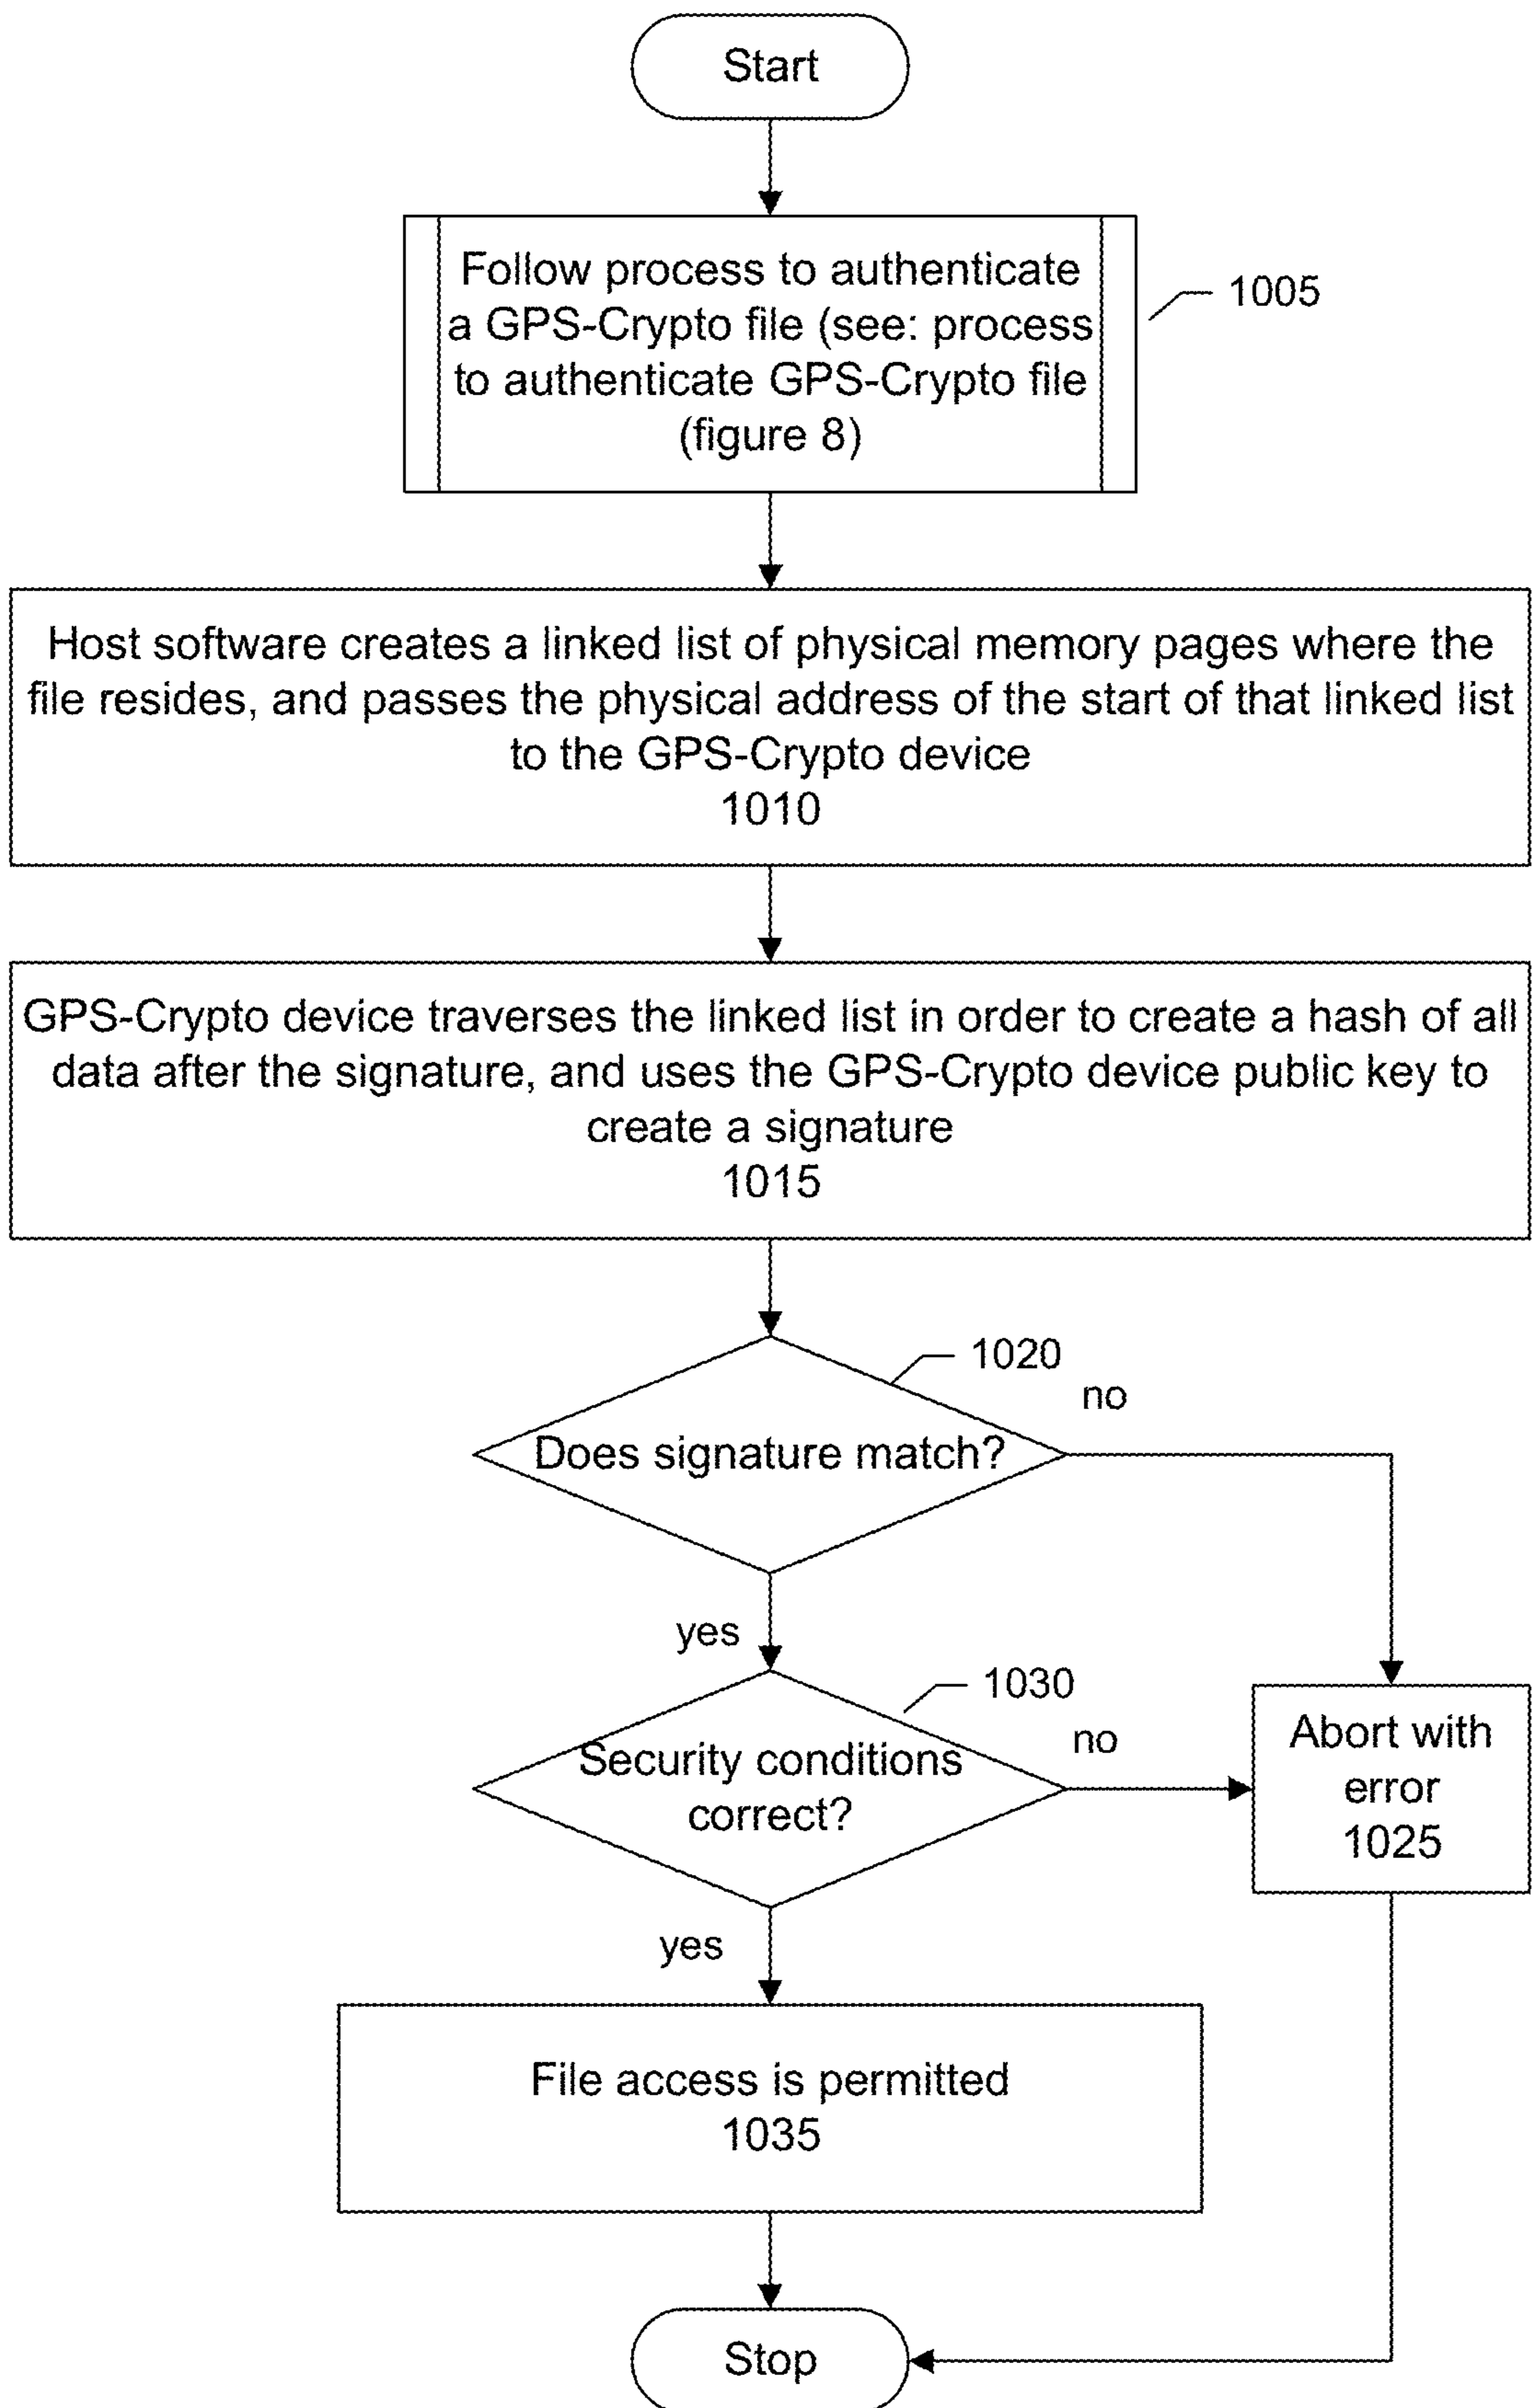 Start
Follow process to authenticate
a GPS-Crypto file (see: process
to authenticate GPS-Crypto file
(figure 8)
1005
Host software creates a linked list of physical memory pages where the
file resides, and passes the physical address of the start of that linked list
to the GPS-Crypto device
1010
GPS-Crypto device traverses the linked list in order to create a hash of all
data after the signature, and uses the GPS-Crypto device public key to
create a signature
1015
1020
no
Does signature match?
yes
1030
no
Security conditions
correct?
Abort with
error
1025
yes
File access is permitted
1035
Stop